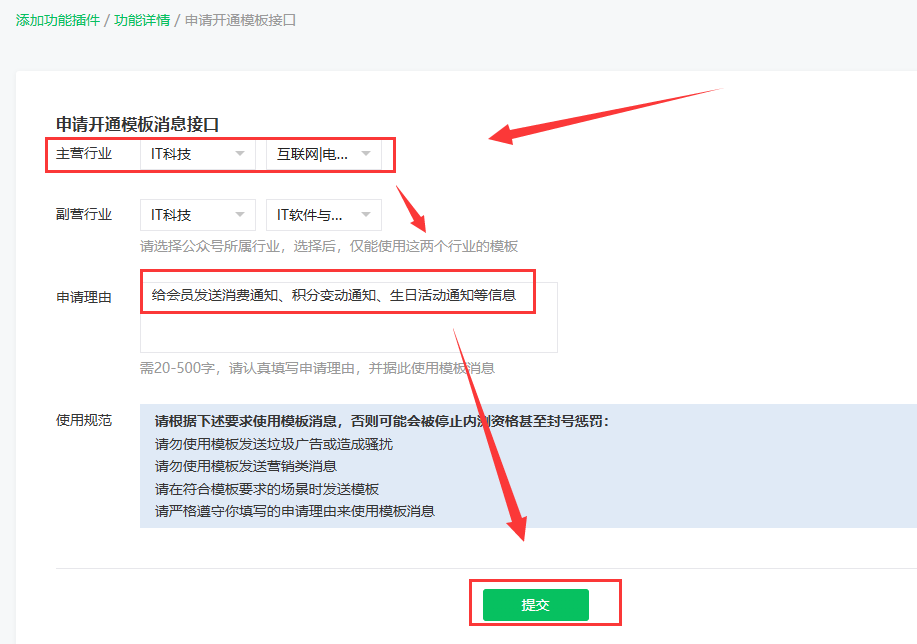 添加功能插件 / 功能详情 / 申请开通模板接口
申请开通模板消息接口
主营行业 IT科技 互联网|电...
副营行业 IT科技 IT软件与...
请选择公众号所属行业，选择后，仅能使用这两个行业的模板
申请理由 给会员发送消费通知、积分变动通知、生日活动通知等信息
需20-500字，请认真填写申请理由，并据此使用模板消息
使用规范 请根据下述要求使用模板消息，否则可能会被停止内测资格甚至封号惩罚：
请勿使用模板发送垃圾广告或造成骚扰
请勿使用模板发送营销类消息
请在符合模板要求的场景时发送模板
请严格遵守你填写的申请理由来使用模板消息
提交